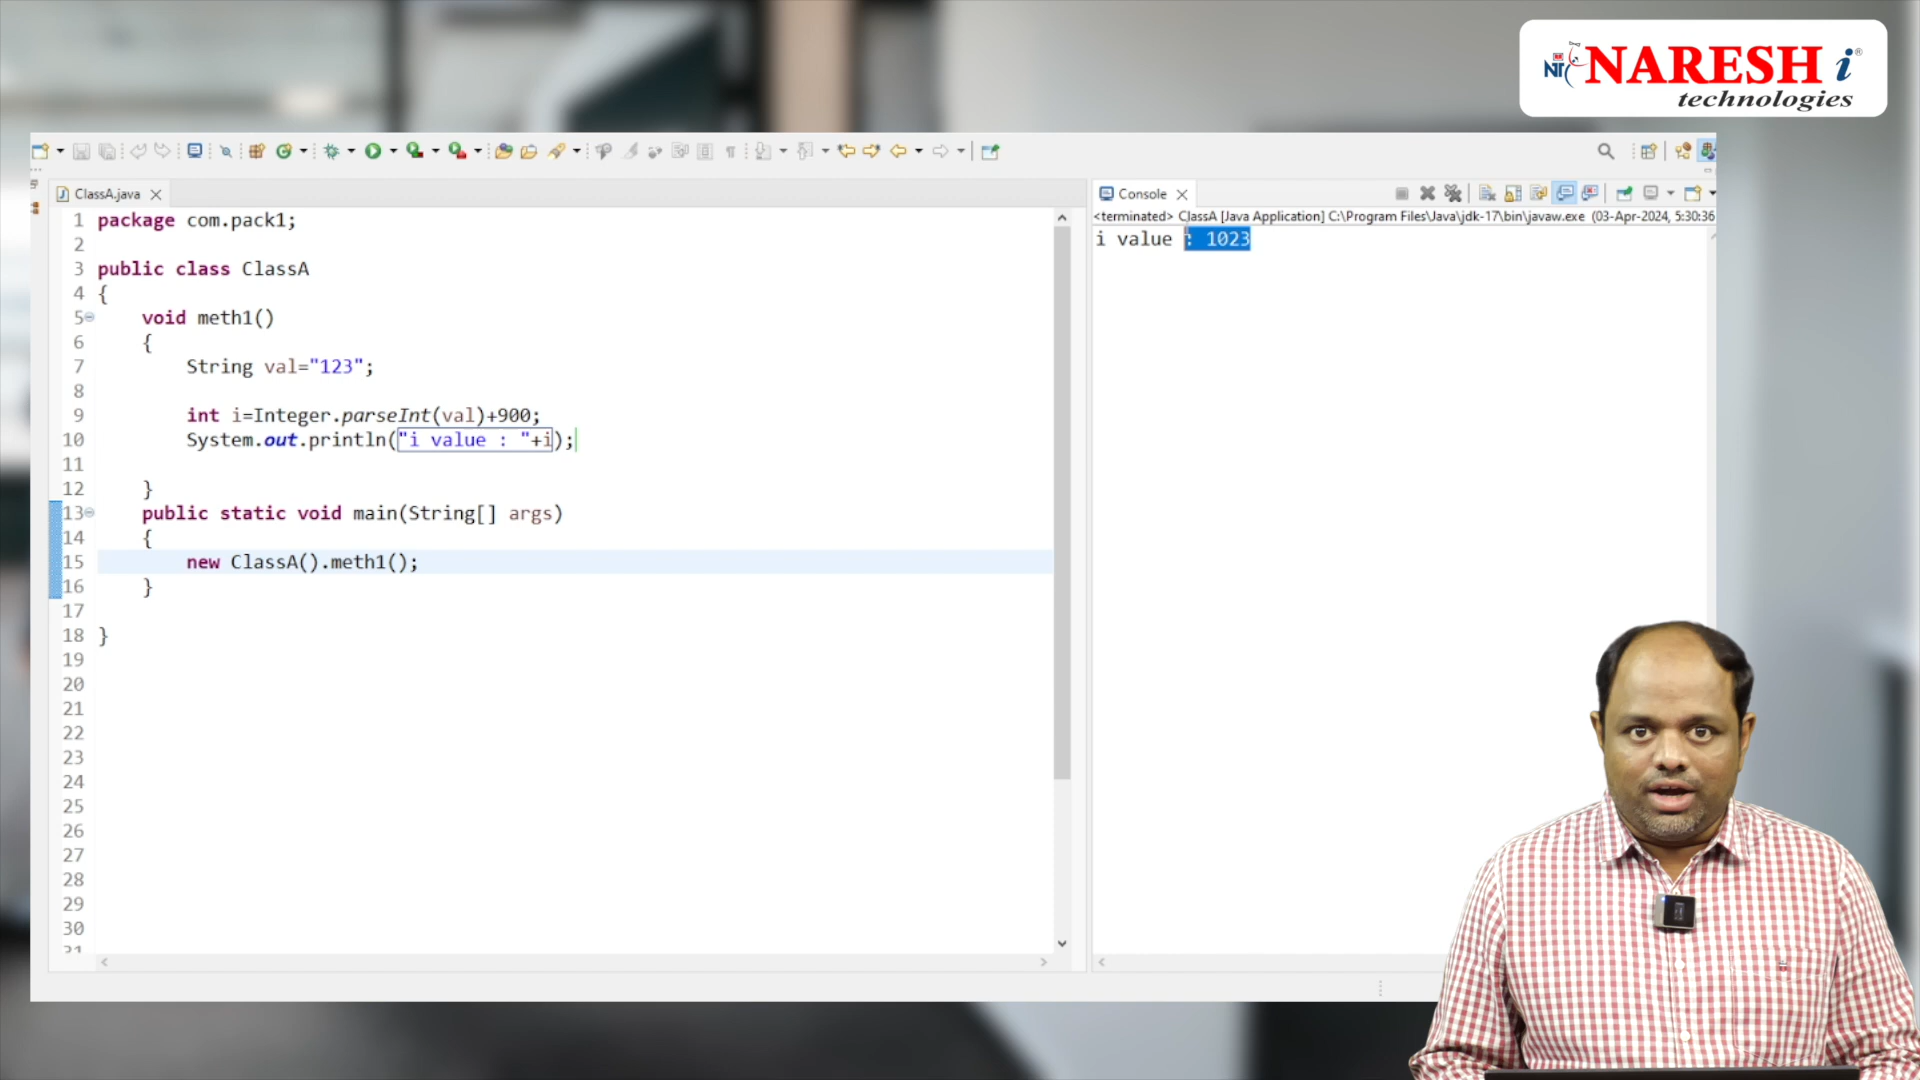 NIT NARESH i®
technologies
ClassA.java
1 package com.pack1;
2
3 public class ClassA
4 {
5 void meth1()
6 {
7 String val="123";
8
9 int i=Integer.parseInt(val)+900;
10 System.out.println("i value : "+i);
11
12 }
13 public static void main(String[] args)
14 {
15 new ClassA().meth1();
16 }
17
18 }
19
20
21
22
23
24
25
26
27
28
29
30
31
Console
<terminated> ClassA [Java Application] C:\Program Files\Java\jdk-17\bin\javaw.exe (03-Apr-2024, 5:30:36
i value : 1023